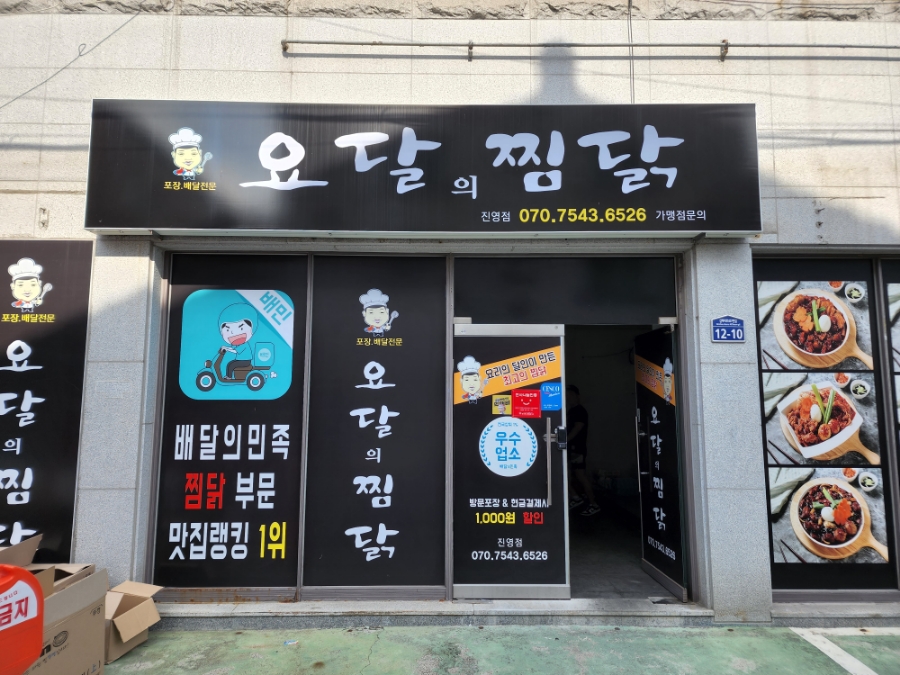 요달의찜닭
포장.배달전문
진영점 070.7543.6526 가맹점문의
포장.배달전문
요달의찜닭
배민
배달의민족
찜닭 부문
맛집랭킹 1위
포장.배달전문
요달의찜닭
요리의 달인이 만든
최고의 찜닭
우수
업소
방문포장 & 현금결제시
1,000원 할인
진영점
070.7543.6526
요달의찜닭
070.7543.6526
12-10
금지